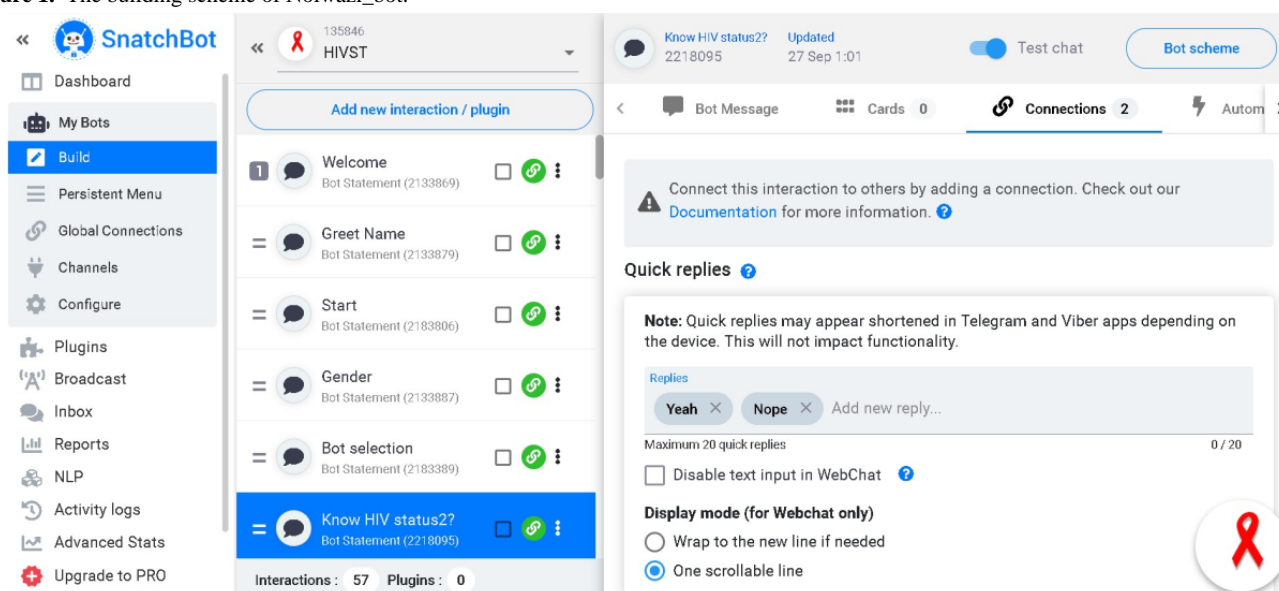 The building scheme of Nolwazi_bot.
SnatchBot
Dashboard
My Bots
Build
Persistent Menu
Global Connections
Channels
Configure
Plugins
Broadcast
Inbox
Reports
NLP
Activity logs
Advanced Stats
Upgrade to PRO
135846
HIVST
Add new interaction / plugin
1
Welcome
Bot Statement (2133869)
Greet Name
Bot Statement (2133879)
Start
Bot Statement (2183806)
Gender
Bot Statement (2133887)
Bot selection
Bot Statement (2183389)
Know HIV status2?
Bot Statement (2218095)
Interactions : 57 Plugins : 0
Know HIV status2? Updated
2218095 27 Sep 1:01
Test chat
Bot scheme
Bot Message
Cards 0
Connections 2
Autom
Connect this interaction to others by adding a connection. Check out our
Documentation for more information.
Quick replies
Note: Quick replies may appear shortened in Telegram and Viber apps depending on
the device. This will not impact functionality.
Replies
Yeah Nope Add new reply...
Maximum 20 quick replies 0 / 20
Disable text input in WebChat
Display mode (for Webchat only)
Wrap to the new line if needed
One scrollable line